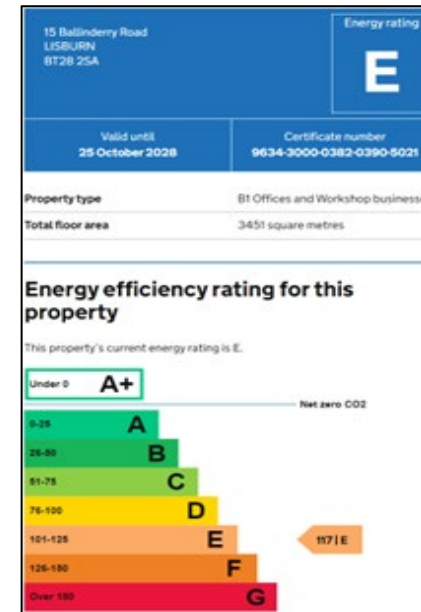 15 Ballinderry Road
LISBURN
BT28 2SA
Energy rating
E
Valid until
25 October 2028
Certificate number
9634-3000-0382-0390-5021
Property type
B1 Offices and Workshop business
Total floor area
3451 square metres
Energy efficiency rating for this
property
This property's current energy rating is E.
Under 0 A+
Net zero CO2
0-25 A
26-50 B
51-75 C
76-100 D
101-125 E
117 | E
126-150 F
Over 150 G